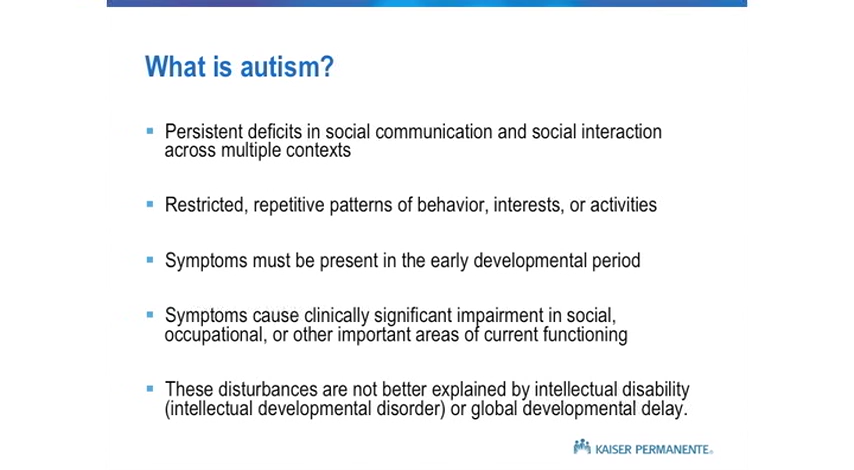 What is autism?
Persistent deficits in social communication and social interaction
across multiple contexts
Restricted, repetitive patterns of behavior, interests, or activities
Symptoms must be present in the early developmental period
Symptoms cause clinically significant impairment in social,
occupational, or other important areas of current functioning
These disturbances are not better explained by intellectual disability
(intellectual developmental disorder) or global developmental delay.
KAISER PERMANENTE®